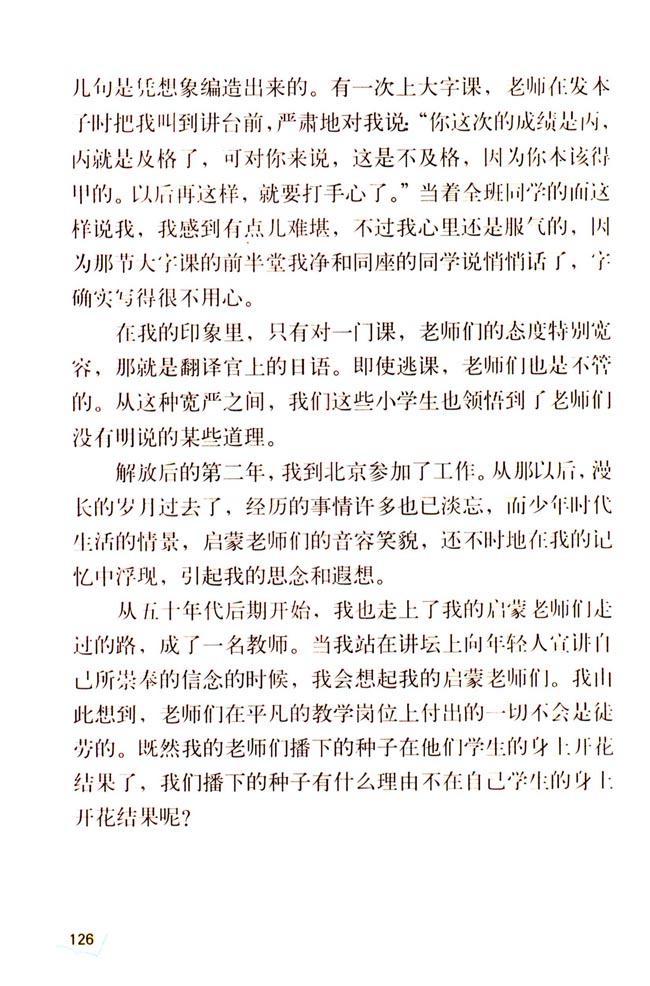 几句是凭想象编造出来的。有一次上大字课，老师在发本
子时把我叫到讲台前，严肃地对我说：“你这次的成绩是丙，
丙就是及格了，可对你来说，这是不及格，因为你本该得
甲的。以后再这样，就要打手心了。”当着全班同学的面这
样说我，我感到有点儿难堪，不过我心里还是服气的，因
为那节大字课的前半堂我净和同座的同学说悄悄话了，字
确实写得很不用心。
在我的印象里，只有对一门课，老师们的态度特别宽
容，那就是翻译官上的日语。即使逃课，老师们也是不管
的。从这种宽严之间，我们这些小学生也领悟到了老师们
没有明说的某些道理。
解放后的第二年，我到北京参加了工作。从那以后，漫
长的岁月过去了，经历的事情许多也已淡忘，而少年时代
生活的情景，启蒙老师们的音容笑貌，还不时地在我的记
忆中浮现，引起我的思念和遐想。
从五十年代后期开始，我也走上了我的启蒙老师们走
过的路，成了一名教师。当我站在讲坛上向年轻人宣讲自
己所崇奉的信念的时候，我会想起我的启蒙老师们。我由
此想到，老师们在平凡的教学岗位上付出的一切不会是徒
劳的。既然我的老师们播下的种子在他们学生的身上开花
结果了，我们播下的种子有什么理由不在自己学生的身上
开花结果呢？
126